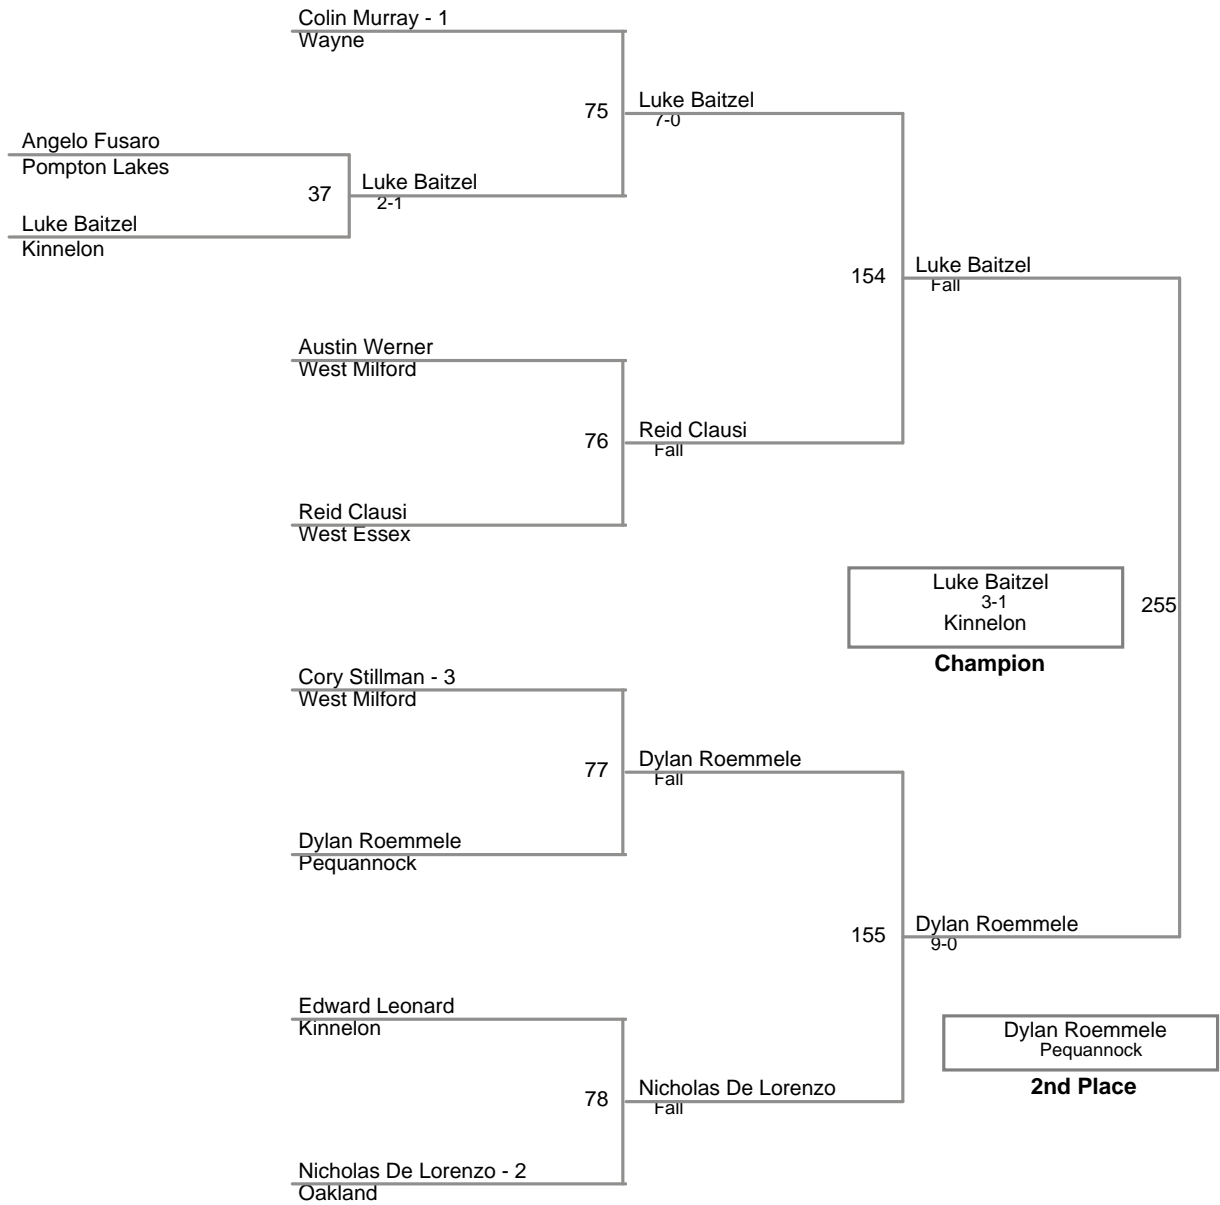 Colin Murray - 1
Wayne
75
Luke Baitzel
7-0
Angelo Fusaro
Pompton Lakes
37
Luke Baitzel
2-1
Luke Baitzel
Kinnelon
154
Luke Baitzel
Fall
Austin Werner
West Milford
76
Reid Clausi
Fall
Reid Clausi
West Essex
Luke Baitzel
3-1
Kinnelon
Champion
255
Cory Stillman - 3
West Milford
77
Dylan Roemmele
Fall
Dylan Roemmele
Pequannock
155
Dylan Roemmele
9-0
Edward Leonard
Kinnelon
Dylan Roemmele
Pequannock
2nd Place
78
Nicholas De Lorenzo
Fall
Nicholas De Lorenzo - 2
Oakland